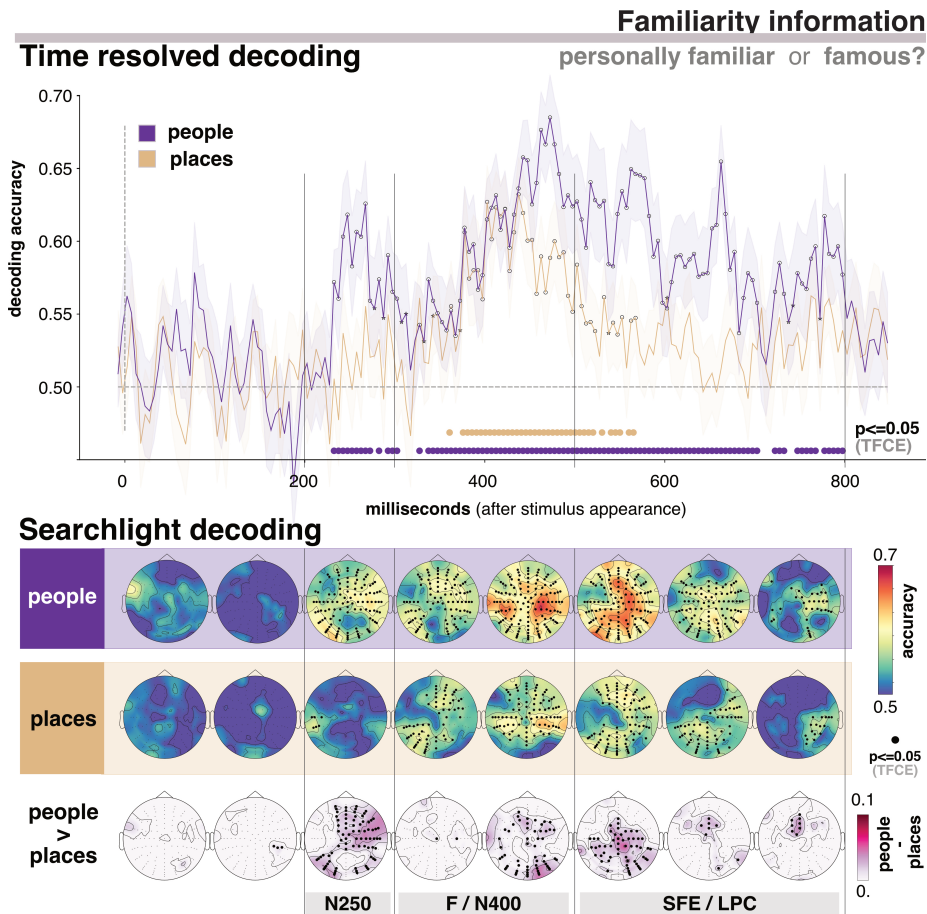 Familiarity information
Time resolved decoding
personally familiar or famous?
0.70
0.65
0.60
0.55
0.50
decoding accuracy
people
places
p<=0.05
(TFCE)
0 200 400 600 800
milliseconds (after stimulus appearance)
Searchlight decoding
people
places
people
>
places
0.7
accuracy
0.5
p<=0.05
(TFCE)
0.1
people
-
places
0.
N250 F / N400 SFE / LPC